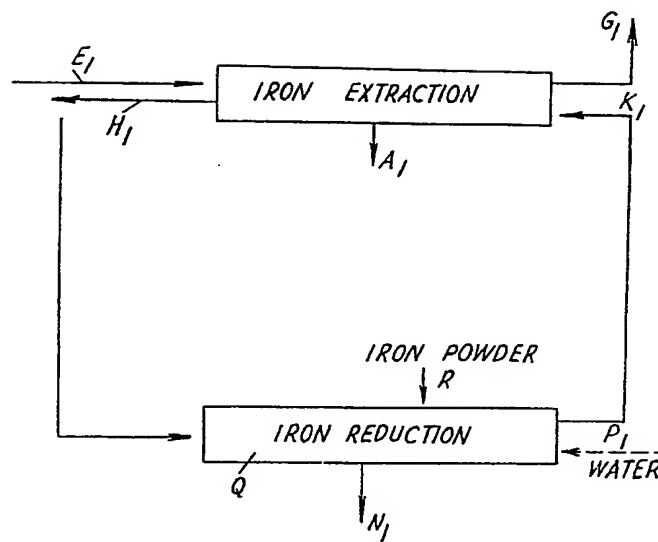 G1
E1
IRON EXTRACTION
K1
H1
A1
IRON POWDER
R
IRON REDUCTION
P1
WATER
Q
N1